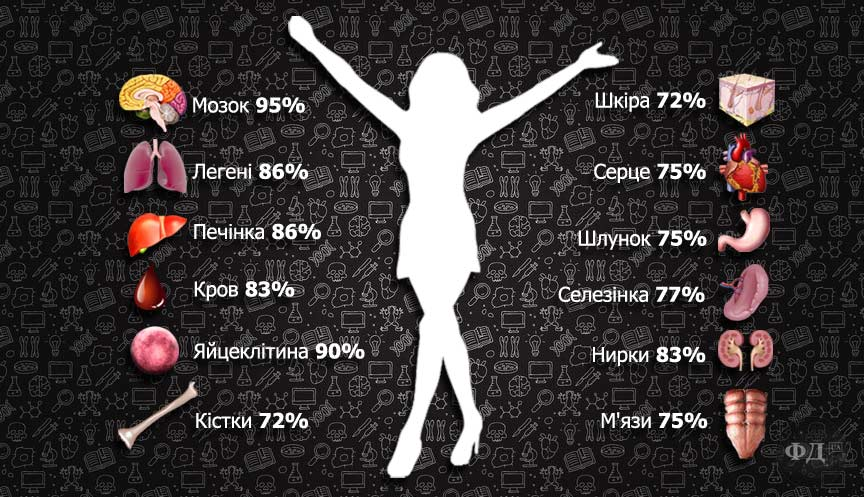 Мозок 95%
Легені 86%
Печінка 86%
Кров 83%
Яйцеклітина 90%
Кістки 72%
Шкіра 72%
Серце 75%
Шлунок 75%
Селезінка 77%
Нирки 83%
М'язи 75%
ФД